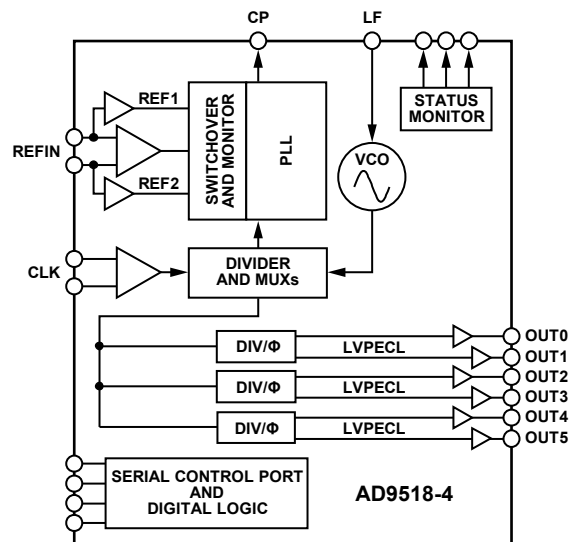 CP
LF
REF1
STATUS
MONITOR
REFIN
SWITCHOVER
AND MONITOR
PLL
VCO
REF2
CLK
DIVIDER
AND MUXs
DIV/Φ
LVPECL
OUT0
OUT1
DIV/Φ
LVPECL
OUT2
OUT3
DIV/Φ
LVPECL
OUT4
OUT5
SERIAL CONTROL PORT
AND
DIGITAL LOGIC
AD9518-4